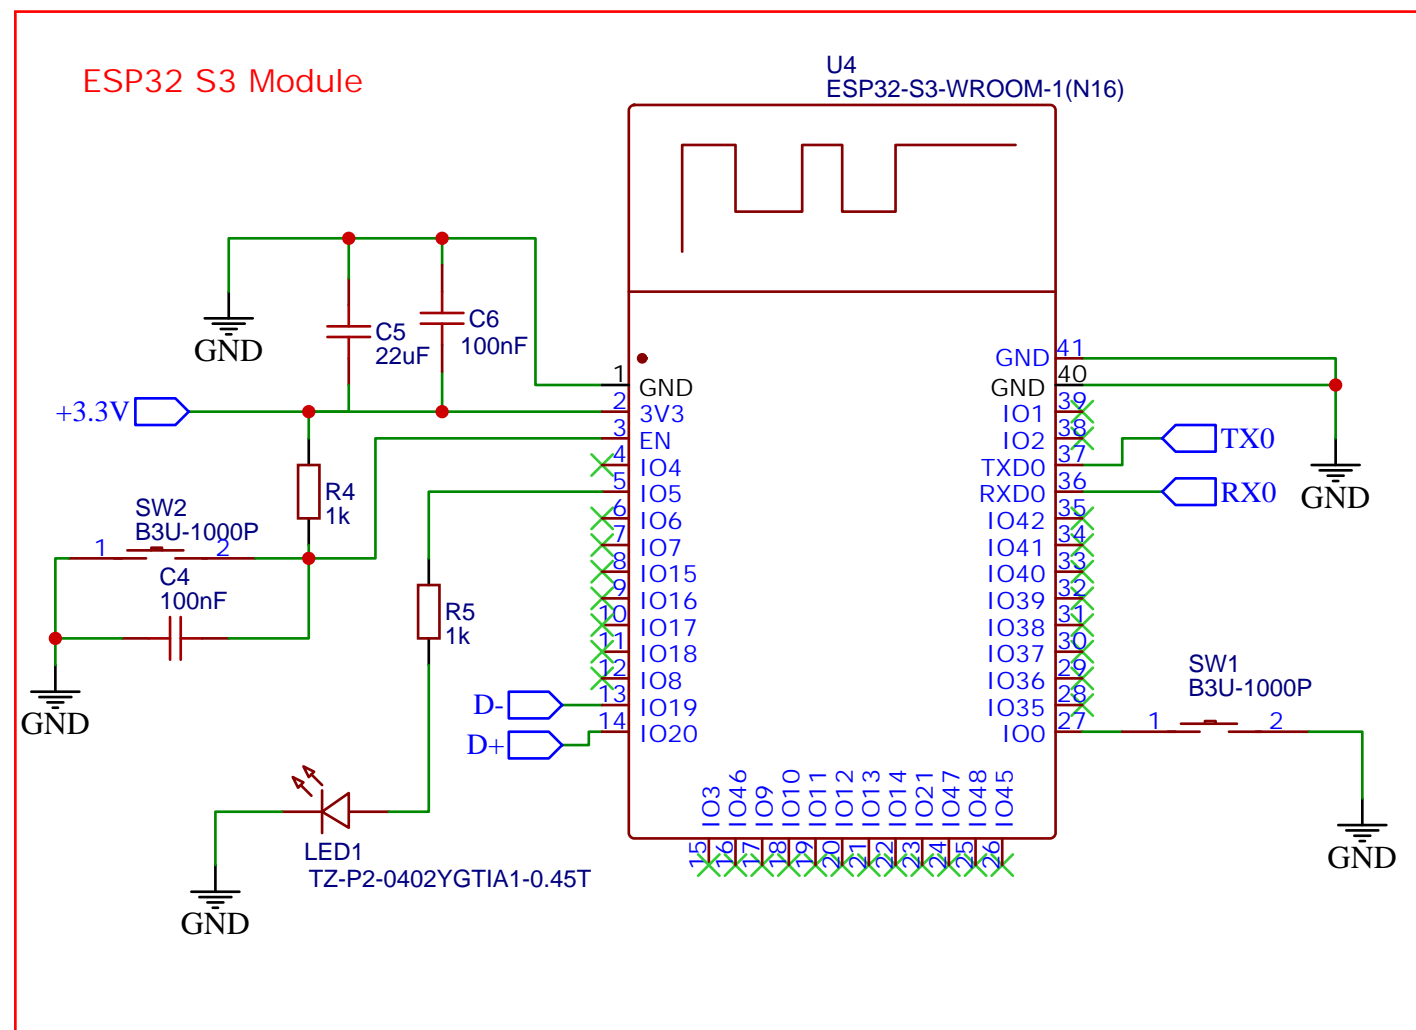 ESP32 S3 Module
U4
ESP32-S3-WROOM-1(N16)
GND
C5
22uF
C6
100nF
+3.3V
R4
1k
SW2
B3U-1000P
1
2
C4
100nF
GND
R5
1k
D-
D+
LED1
TZ-P2-0402YGTIA1-0.45T
GND
1 GND
2 3V3
3 EN
4 IO4
5 IO5
6 IO6
7 IO7
8 IO15
9 IO16
10 IO17
11 IO18
12 IO8
13 IO19
14 IO20
IO3 15
IO46 16
IO9 17
IO10 18
IO11 19
IO12 20
IO13 21
IO14 22
IO21 23
IO47 24
IO48 25
IO45 26
GND 41
GND 40
IO1 39
IO2 38
TXD0 37
RXD0 36
IO42 35
IO41 34
IO40 33
IO39 32
IO38 31
IO37 30
IO36 29
IO35 28
IO0 27
TX0
RX0
GND
SW1
B3U-1000P
1
2
GND